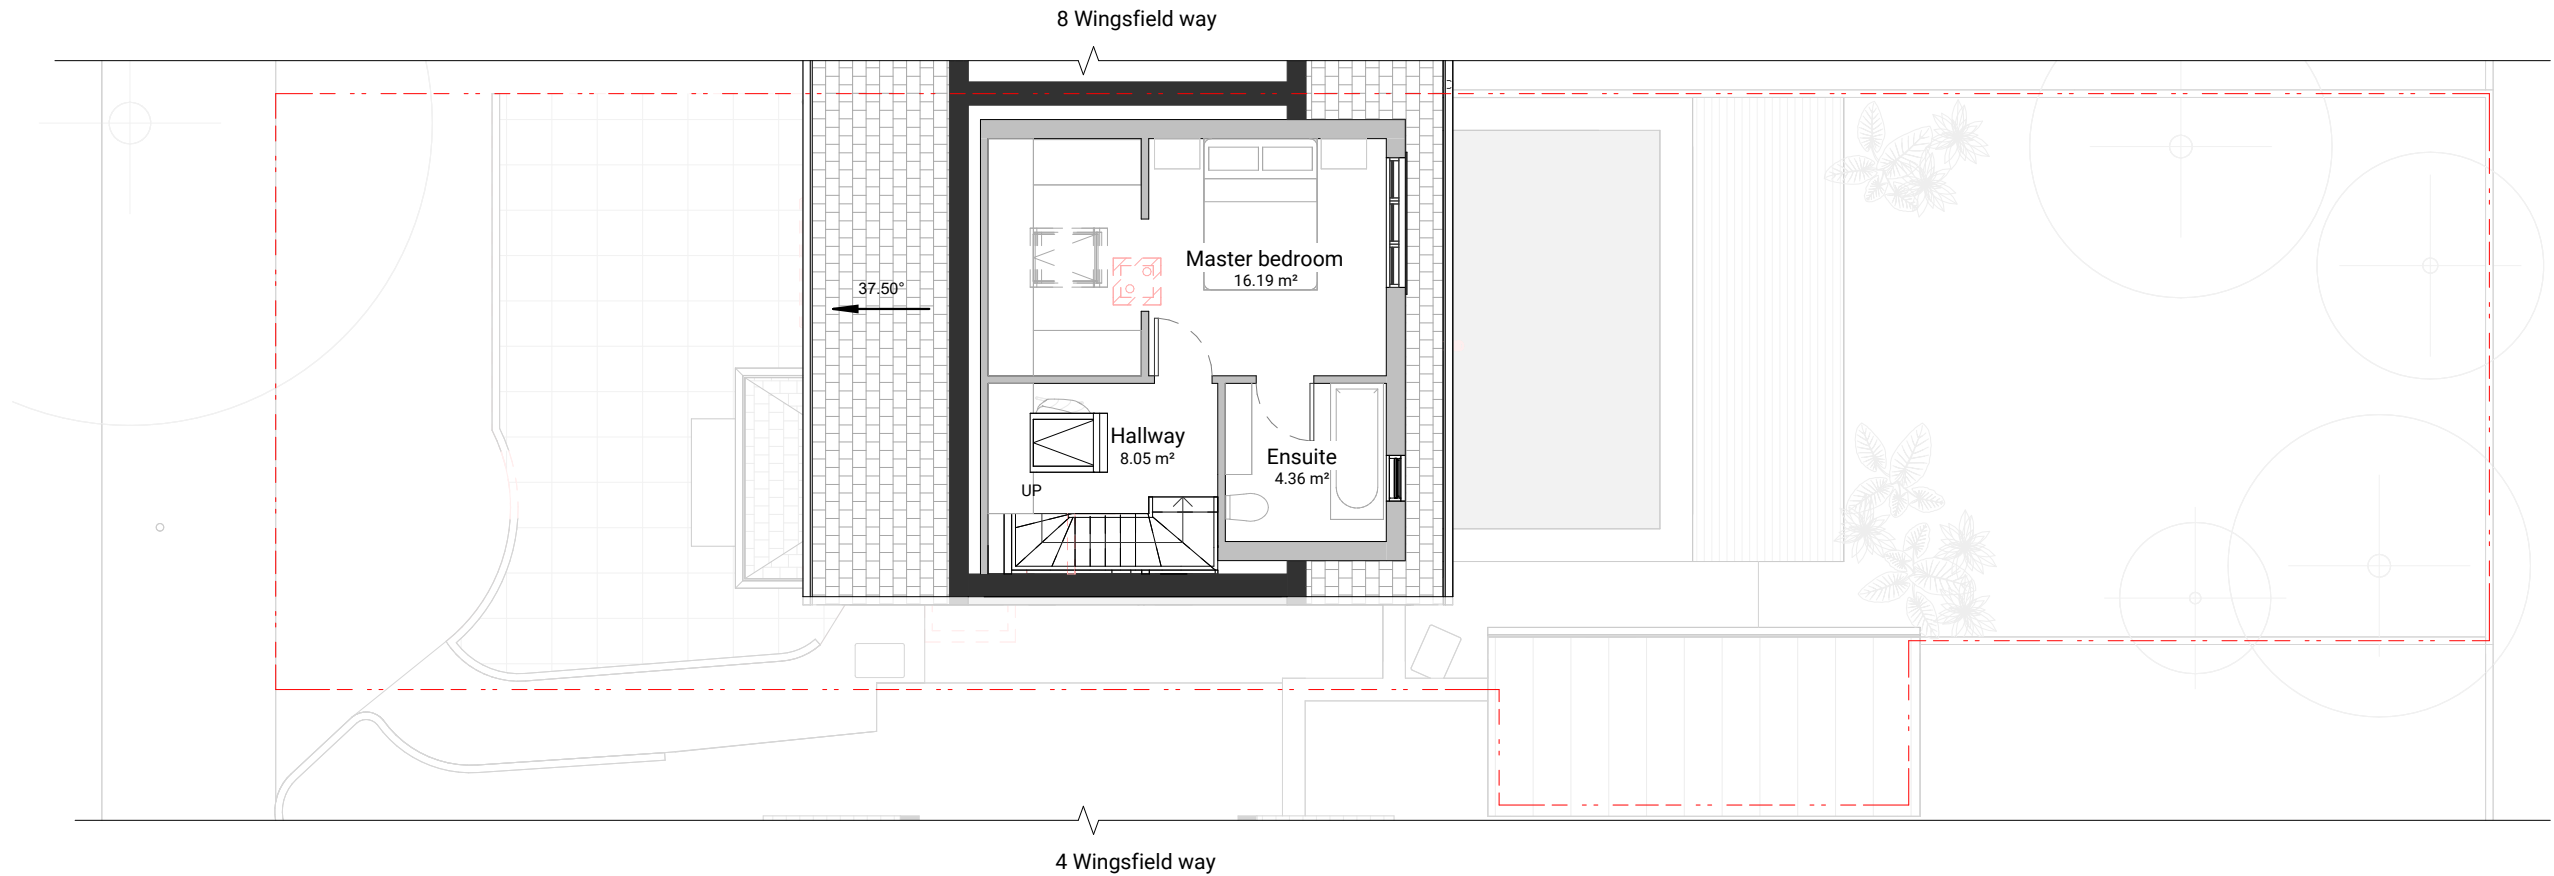 8 Wingsfield way
37.50°
Master bedroom
16.19 m²
Hallway
8.05 m²
Ensuite
4.36 m²
UP
4 Wingsfield way